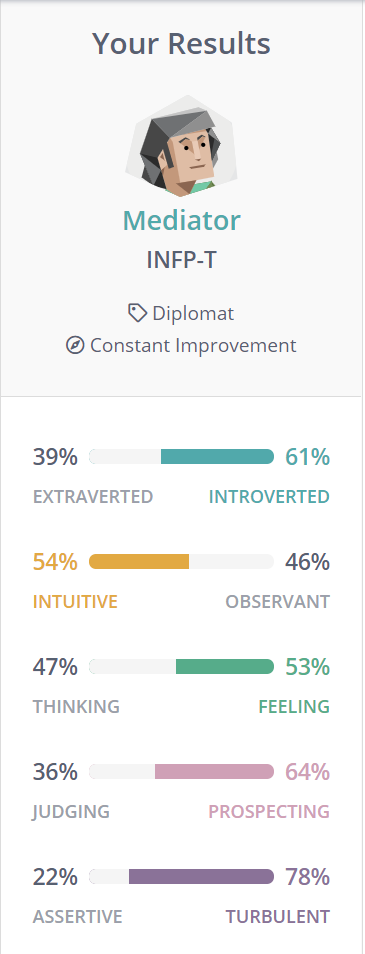 Your Results
Mediator
INFP-T
Diplomat
Constant Improvement
39% 61%
EXTRAVERTED INTROVERTED
54% 46%
INTUITIVE OBSERVANT
47% 53%
THINKING FEELING
36% 64%
JUDGING PROSPECTING
22% 78%
ASSERTIVE TURBULENT